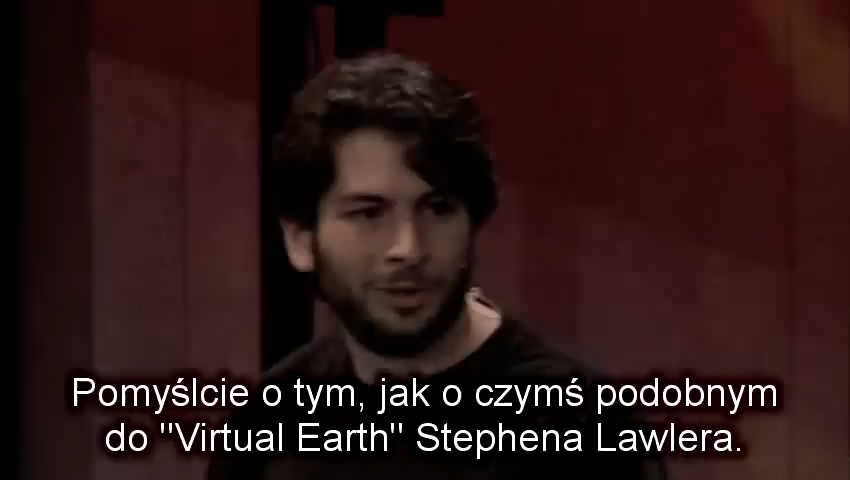 Pomyślcie o tym, jak o czymś podobnym
do "Virtual Earth" Stephena Lawlera.